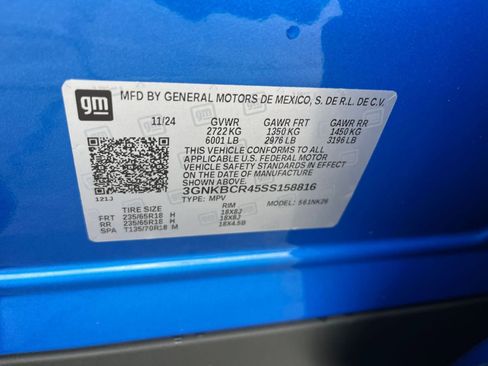 gm
MFD BY GENERAL MOTORS DE MEXICO, S. DE R.L. DE C.V.
11/24 GVWR GAWR FRT GAWR RR
2722 KG 1350 KG 1450 KG
6001 LB 2976 LB 3196 LB
THIS VEHICLE CONFORMS TO ALL
APPLICABLE U.S. FEDERAL MOTOR
VEHICLE SAFETY STANDARDS IN EFFECT
ON THE DATE OF MANUFACTURE
SHOWN ABOVE.
3GNKBCR45SS158816
121J TYPE: MPV MODEL: 561NK26
TIRE SIZE RIM
FRT 235/65R18 H 18X8J
RR 235/65R18 H 18X8J
SPA T135/70R18 M 18X4.5B